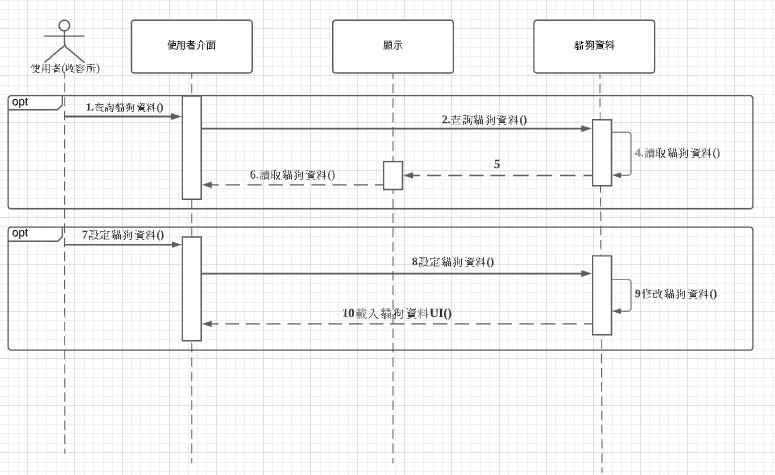 使用者(收容所)
使用者介面
顯示
貓狗資料
opt
1.查詢貓狗資料()
2.查詢貓狗資料()
4.讀取貓狗資料()
5
6.讀取貓狗資料()
opt
7設定貓狗資料()
8設定貓狗資料()
9修改貓狗資料()
10載入貓狗資料UI()